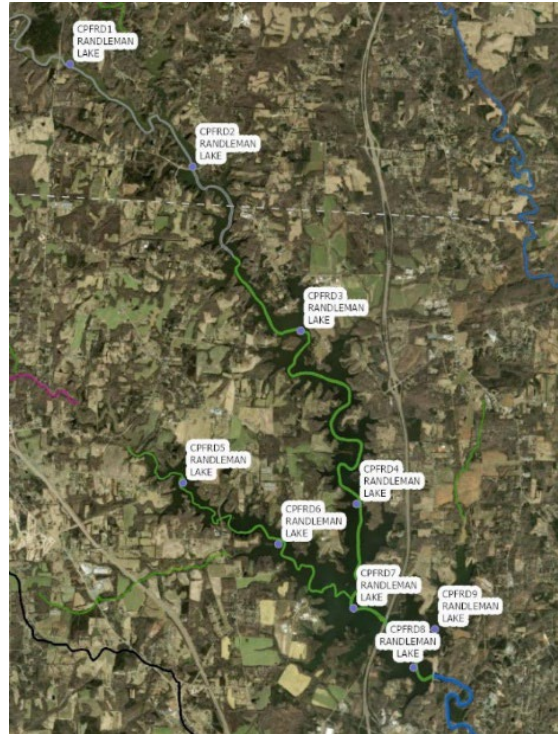 CPFRD1
RANDLEMAN
LAKE
CPFRD2
RANDLEMAN
LAKE
CPFRD3
RANDLEMAN
LAKE
CPFRD5
RANDLEMAN
LAKE
CPFRD4
RANDLEMAN
LAKE
CPFRD6
RANDLEMAN
LAKE
CPFRD7
RANDLEMAN
LAKE
CPFRD9
RANDLEMAN
LAKE
CPFRD8
RANDLEMAN
LAKE